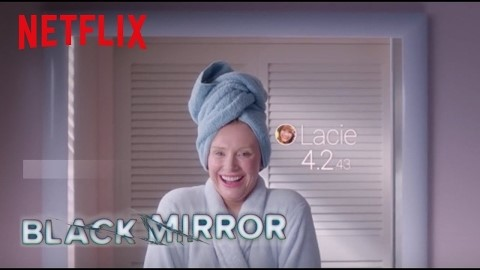 NETFLIX
Lacie
4.243
BLACK MIRROR